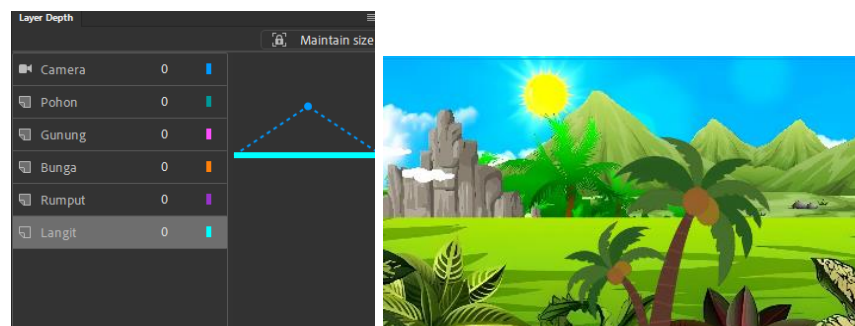 Layer Depth
Maintain size
Camera 0
Pohon 0
Gunung 0
Bunga 0
Rumput 0
Langit 0